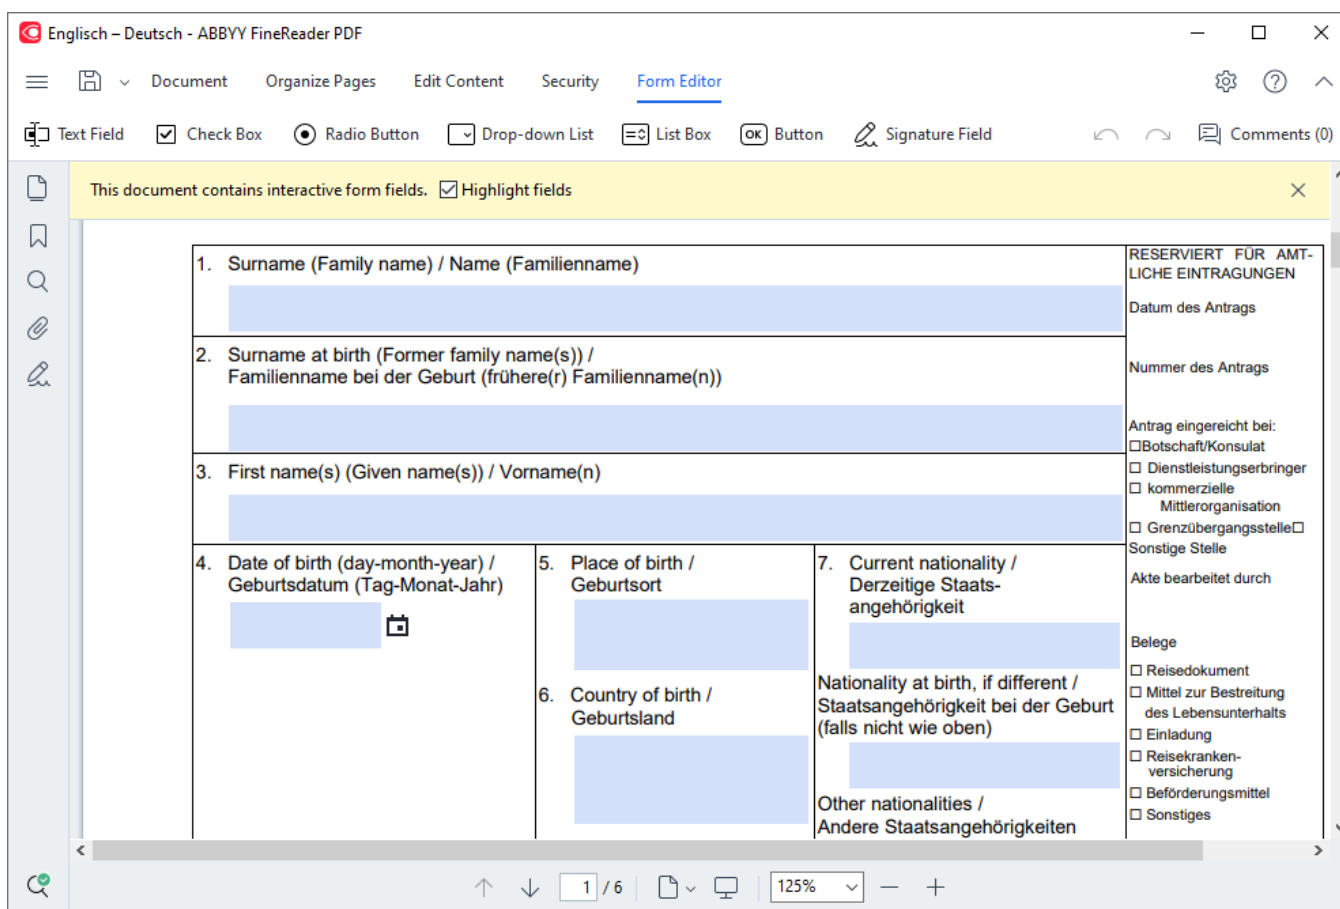 Englisch – Deutsch - ABBYY FineReader PDF
Document Organize Pages Edit Content Security Form Editor
Text Field Check Box Radio Button Drop-down List List Box OK Button Signature Field Comments (0)
This document contains interactive form fields. Highlight fields
1. Surname (Family name) / Name (Familienname)
2. Surname at birth (Former family name(s)) /
Familienname bei der Geburt (frühere(r) Familienname(n))
3. First name(s) (Given name(s)) / Vorname(n)
4. Date of birth (day-month-year) /
Geburtsdatum (Tag-Monat-Jahr)
5. Place of birth /
Geburtsort
6. Country of birth /
Geburtsland
7. Current nationality /
Derzeitige Staats-
angehörigkeit
Nationality at birth, if different /
Staatsangehörigkeit bei der Geburt
(falls nicht wie oben)
Other nationalities /
Andere Staatsangehörigkeiten
RESERVIERT FÜR AMT-
LICHE EINTRAGUNGEN
Datum des Antrags
Nummer des Antrags
Antrag eingereicht bei:
☐Botschaft/Konsulat
☐ Dienstleistungserbringer
☐ kommerzielle
Mittlerorganisation
☐ Grenzübergangsstelle☐
Sonstige Stelle
Akte bearbeitet durch
Belege
☐ Reisedokument
☐ Mittel zur Bestreitung
des Lebensunterhalts
☐ Einladung
☐ Reisekranken-
versicherung
☐ Beförderungsmittel
☐ Sonstiges
1 / 6 125%